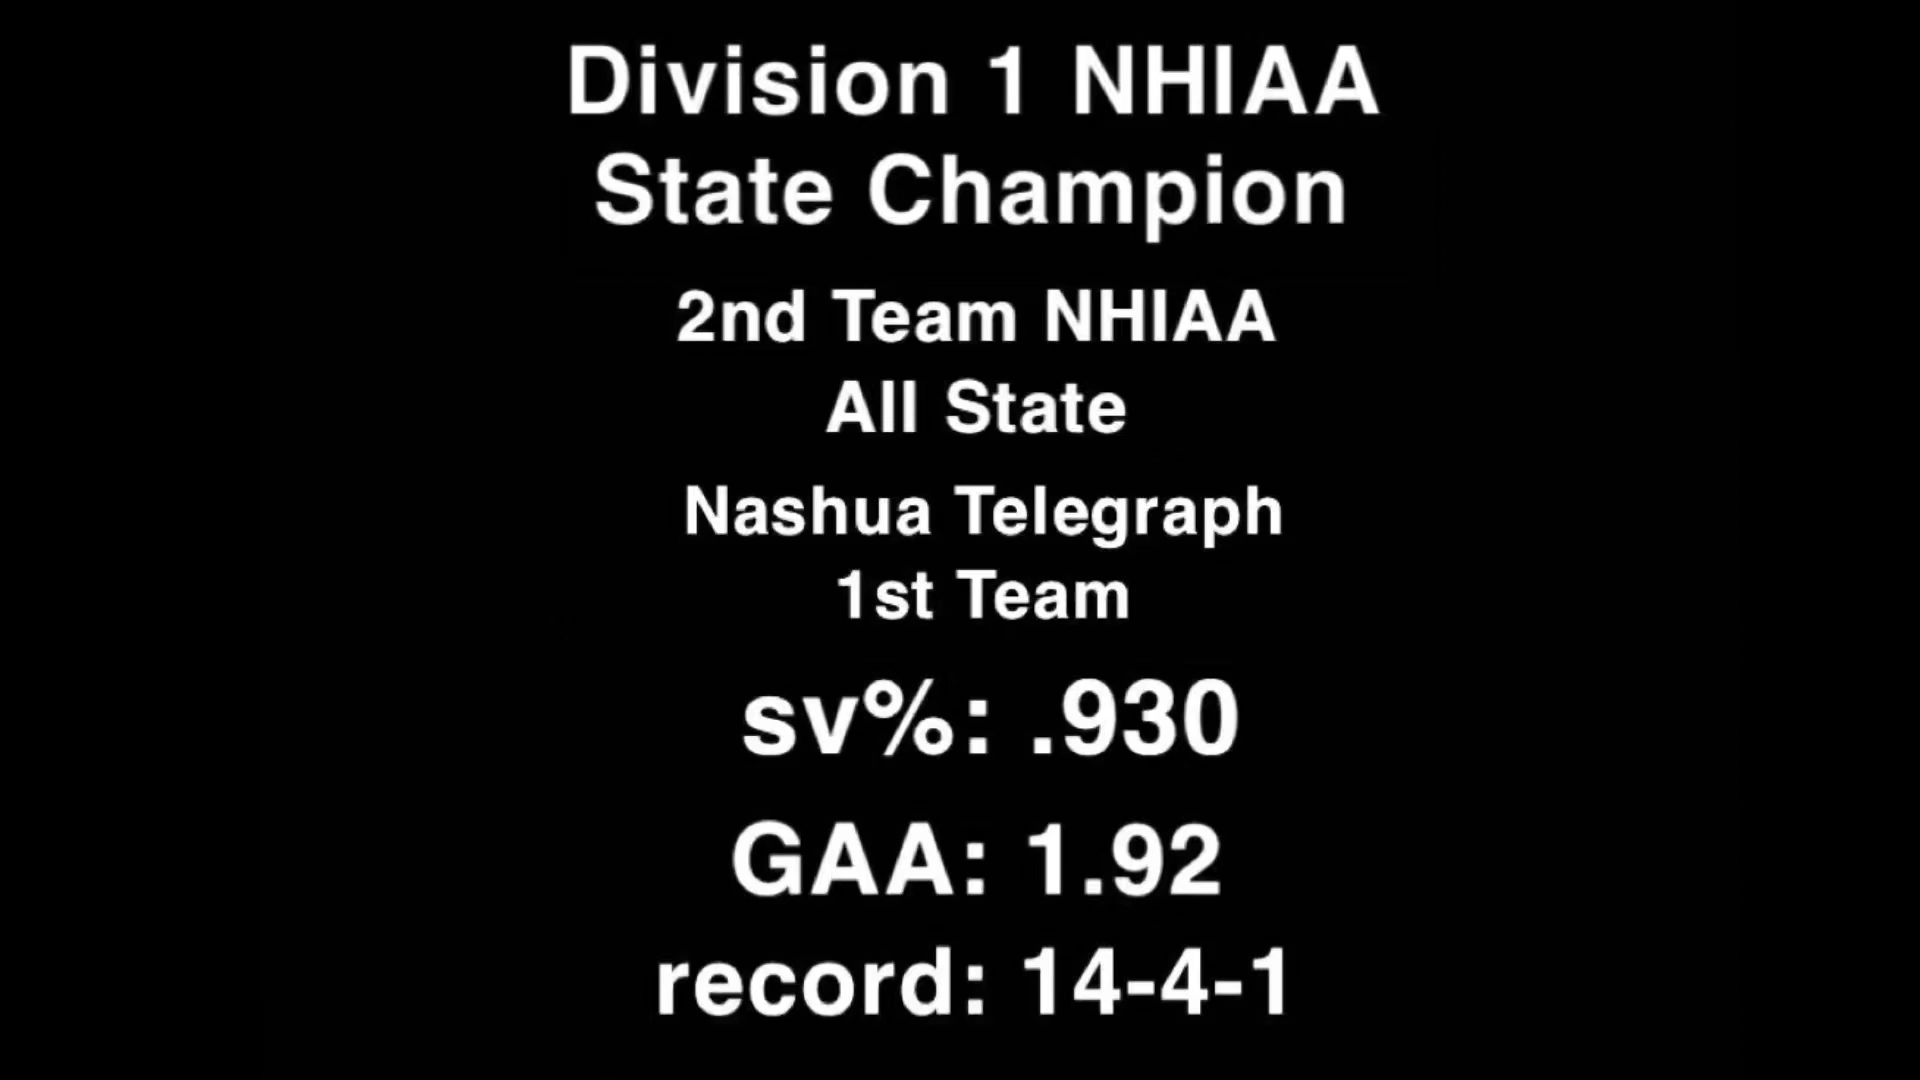 Division 1 NHIAA
State Champion
2nd Team NHIAA
All State
Nashua Telegraph
1st Team
sv%: .930
GAA: 1.92
record: 14-4-1